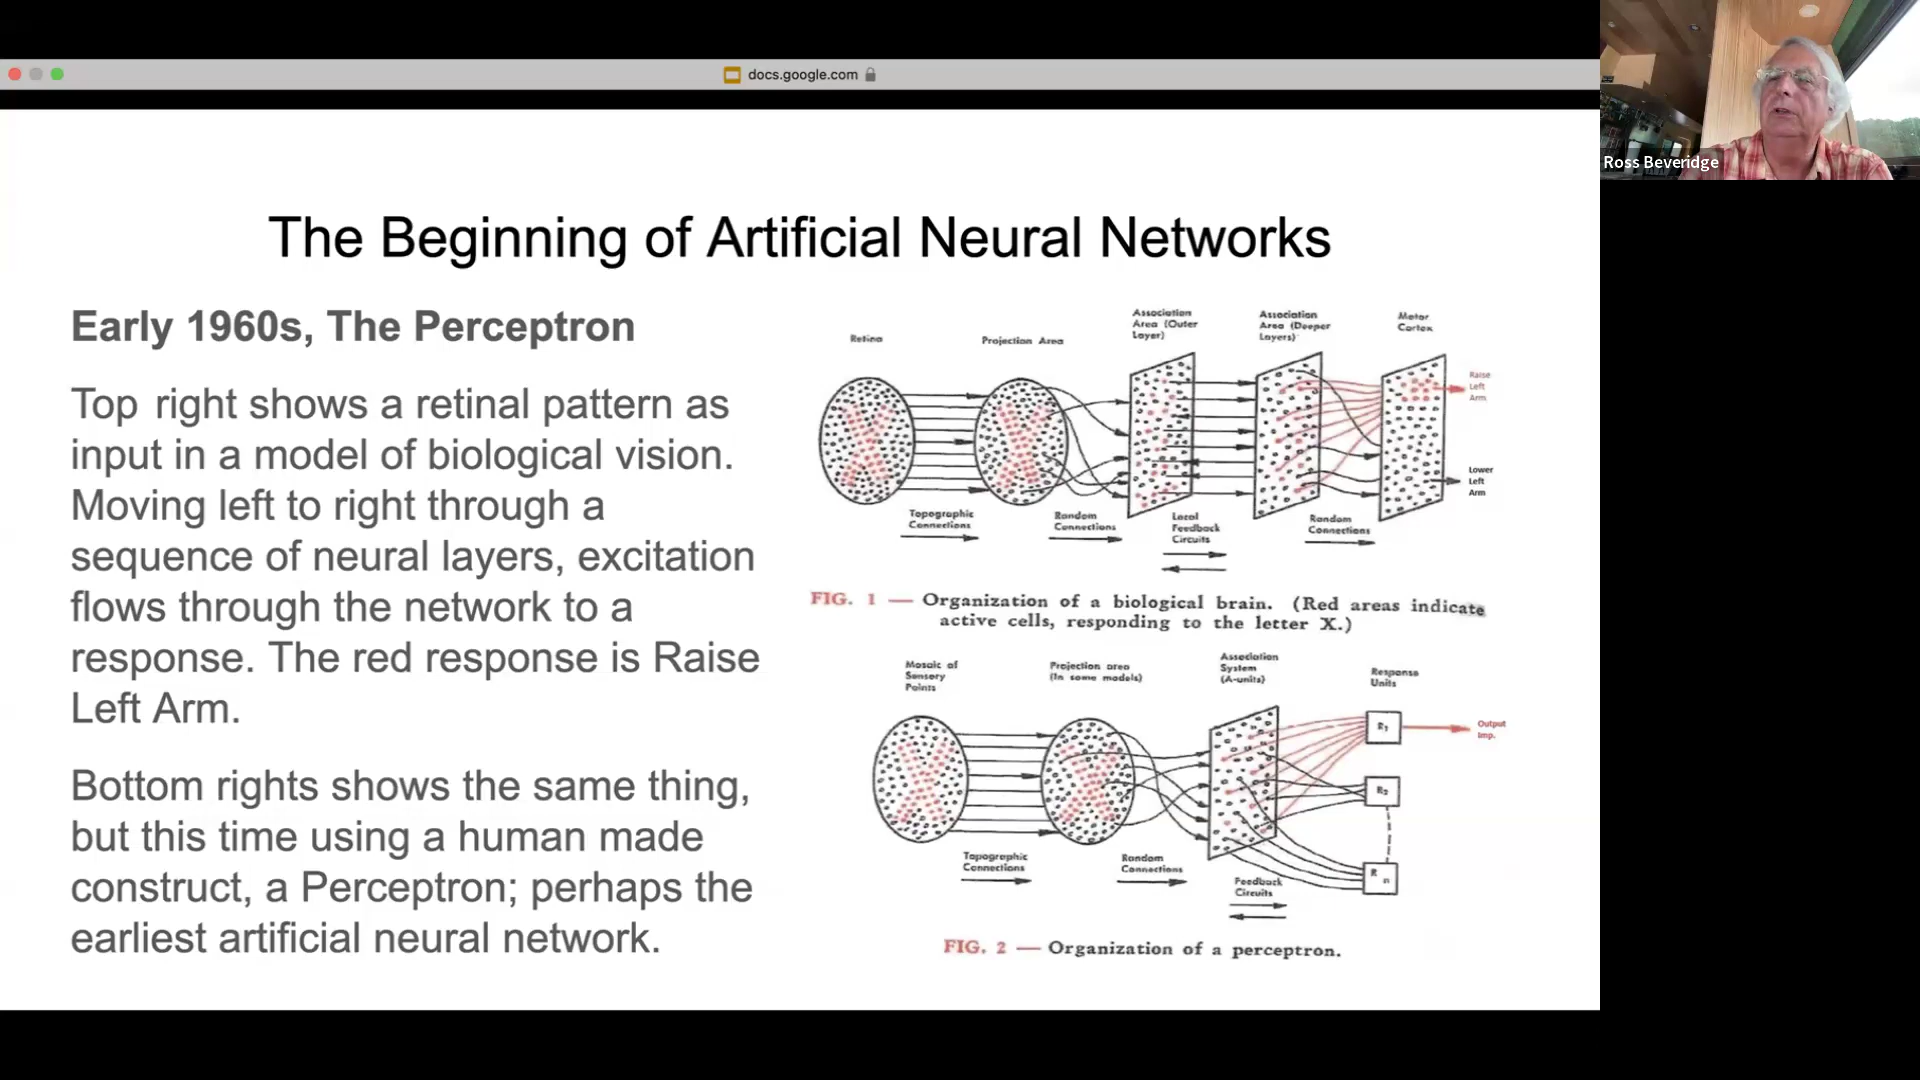 docs.google.com
Ross Beveridge
The Beginning of Artificial Neural Networks
Early 1960s, The Perceptron
Top right shows a retinal pattern as
input in a model of biological vision.
Moving left to right through a
sequence of neural layers, excitation
flows through the network to a
response. The red response is Raise
Left Arm.
Bottom rights shows the same thing,
but this time using a human made
construct, a Perceptron; perhaps the
earliest artificial neural network.
Retina
Projection Area
Association
Area (Outer
Layer)
Association
Area (Deeper
Layers)
Motor
Cortex
Raise
Left
Arm
Lower
Left
Arm
Topographic
Connections
Random
Connections
Local
Feedback
Circuits
Random
Connections
FIG. 1 — Organization of a biological brain. (Red areas indicate
active cells, responding to the letter X.)
Mosaic of
Sensory
Points
Projection area
(In some models)
Association
System
(A-units)
Response
Units
R1
Output
Imp.
R2
R n
Topographic
Connections
Random
Connections
Feedback
Circuits
FIG. 2 — Organization of a perceptron.